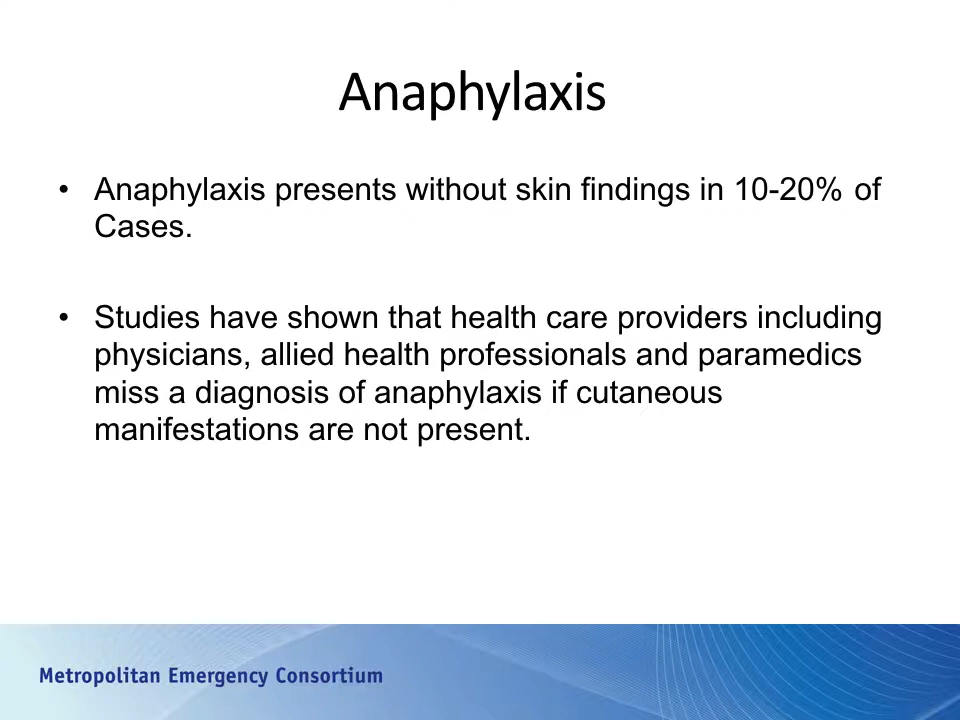 Anaphylaxis
• Anaphylaxis presents without skin findings in 10-20% of
Cases.
• Studies have shown that health care providers including
physicians, allied health professionals and paramedics
miss a diagnosis of anaphylaxis if cutaneous
manifestations are not present.
Metropolitan Emergency Consortium